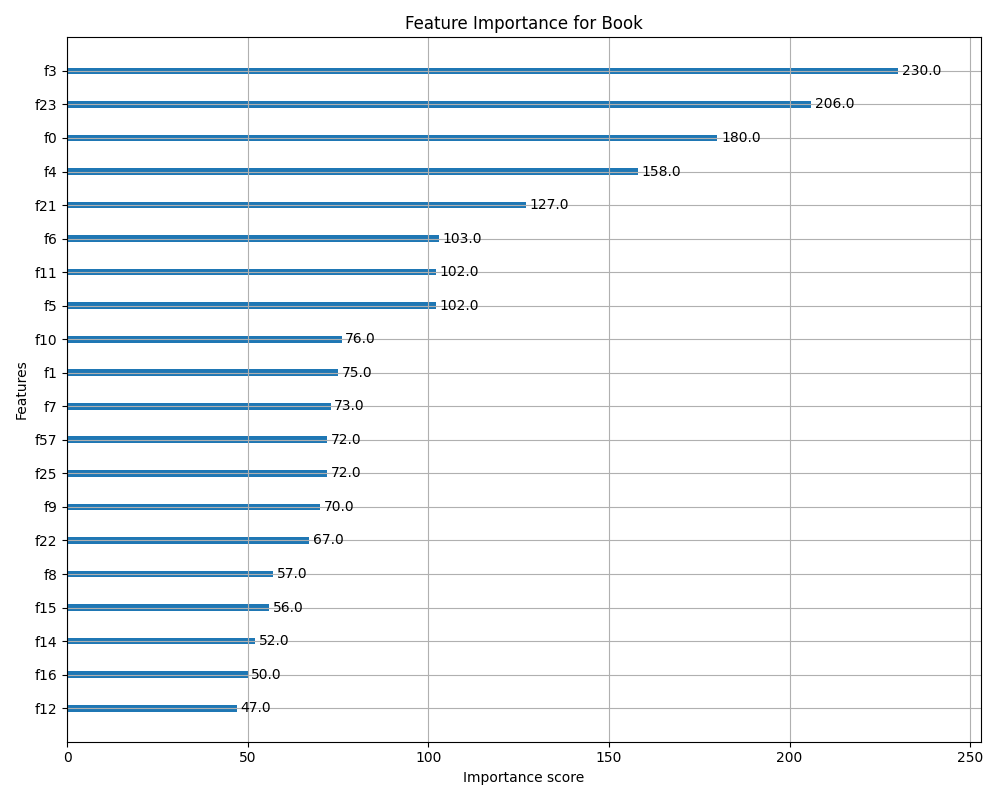 Feature Importance for Book
f3 230.0
f23 206.0
f0 180.0
f4 158.0
f21 127.0
f6 103.0
f11 102.0
f5 102.0
f10 76.0
f1 75.0
f7 73.0
f57 72.0
f25 72.0
f9 70.0
f22 67.0
f8 57.0
f15 56.0
f14 52.0
f16 50.0
f12 47.0
Features
0 50 100 150 200 250
Importance score